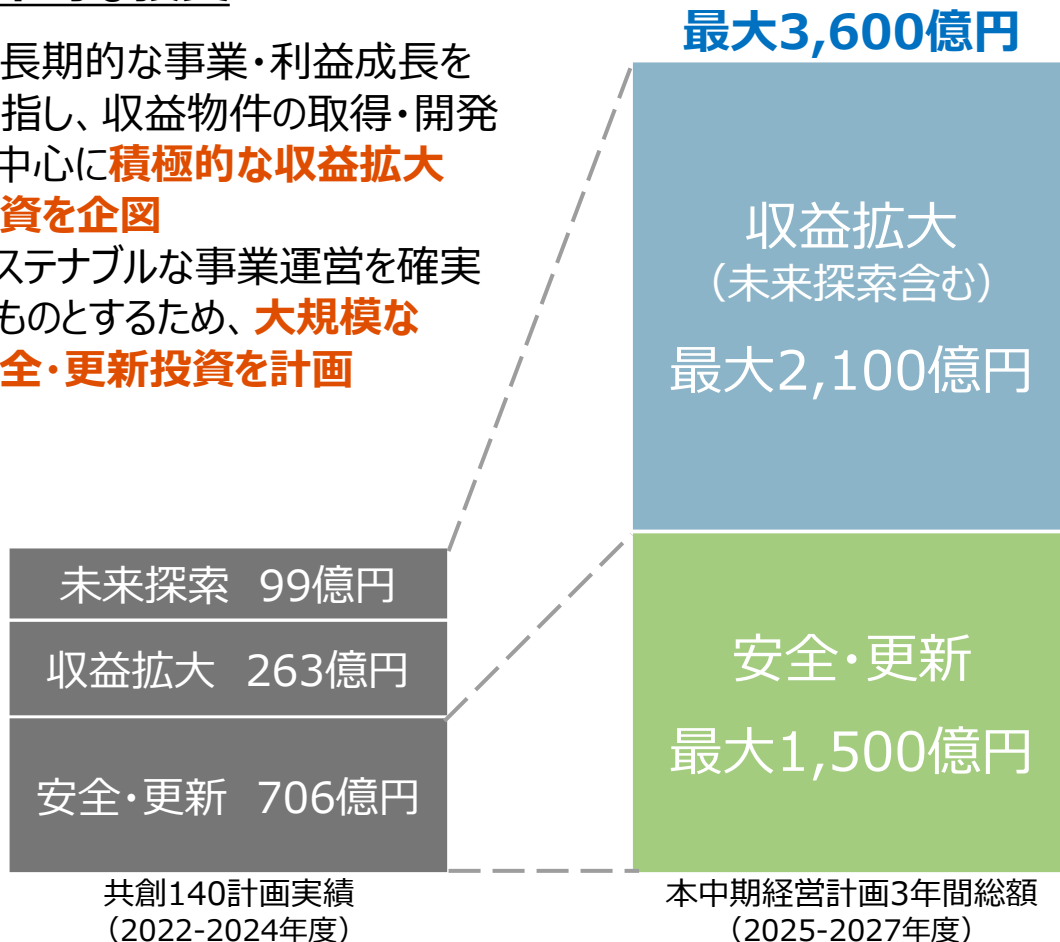 最大3,600億円
長期的な事業・利益成長を
指し、収益物件の取得・開発
中心に積極的な収益拡大
資を企図
ステナブルな事業運営を確実
ものとするため、大規模な
全・更新投資を計画
収益拡大
（未来探索含む）
最大2,100億円
安全・更新
最大1,500億円
未来探索 99億円
収益拡大 263億円
安全・更新 706億円
共創140計画実績
（2022-2024年度）
本中期経営計画3年間総額
（2025-2027年度）